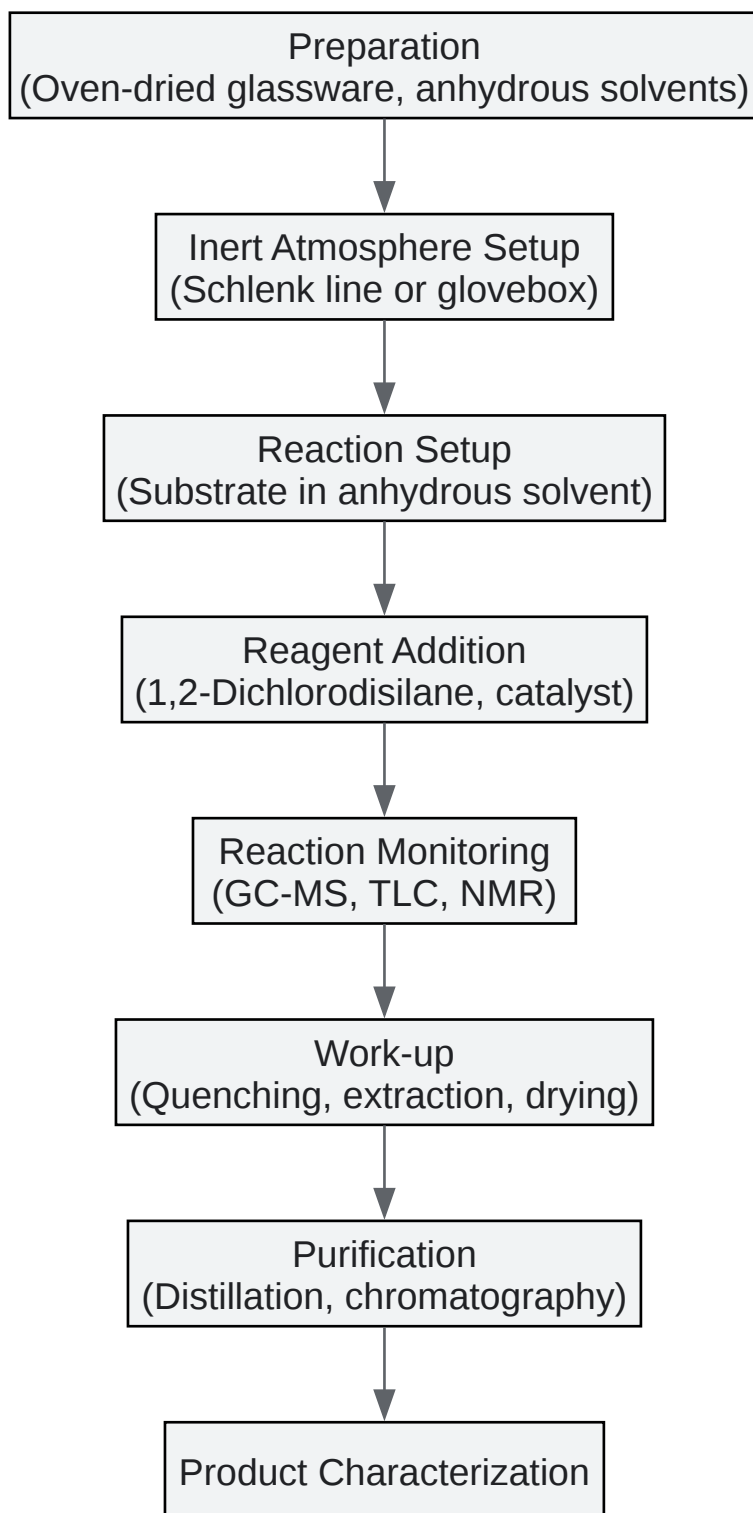 Preparation
(Oven-dried glassware, anhydrous solvents)
Inert Atmosphere Setup
(Schlenk line or glovebox)
Reaction Setup
(Substrate in anhydrous solvent)
Reagent Addition
(1,2-Dichlorodisilane, catalyst)
Reaction Monitoring
(GC-MS, TLC, NMR)
Work-up
(Quenching, extraction, drying)
Purification
(Distillation, chromatography)
Product Characterization